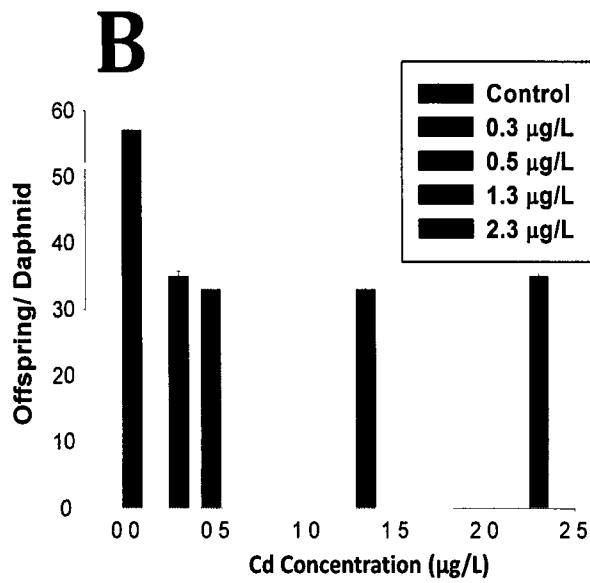 B
Control
0.3 µg/L
0.5 µg/L
1.3 µg/L
2.3 µg/L
Offspring/ Daphnid
60
50
40
30
20
10
0
0 0
0 5
1 0
1 5
2 0
2 5
Cd Concentration (µg/L)